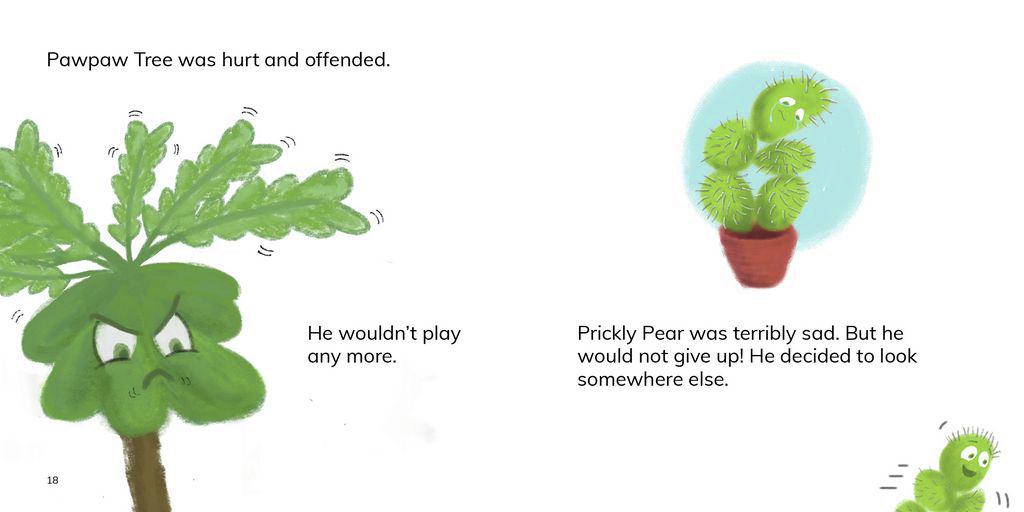 Pawpaw Tree was hurt and offended.
He wouldn't play
any more.
18
Prickly Pear was terribly sad. But he
would not give up! He decided to look
somewhere else.